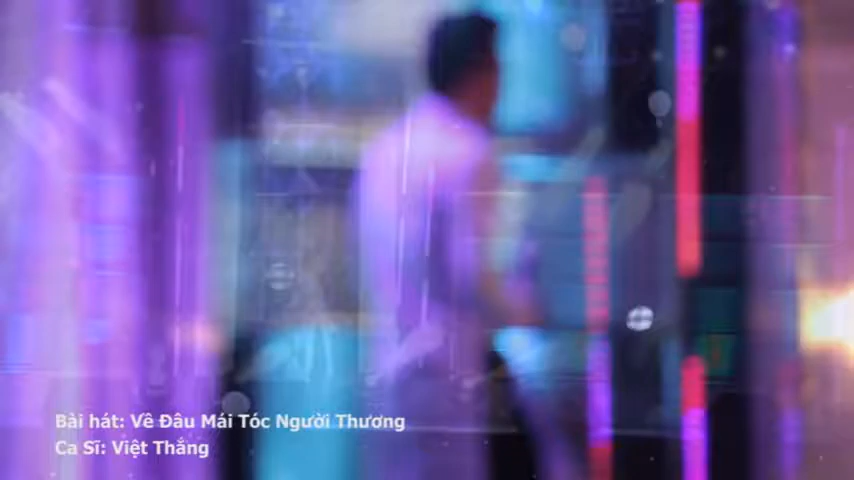 Bài hát: Về Đâu Mái Tóc Người Thương
Ca Sĩ: Việt Thắng